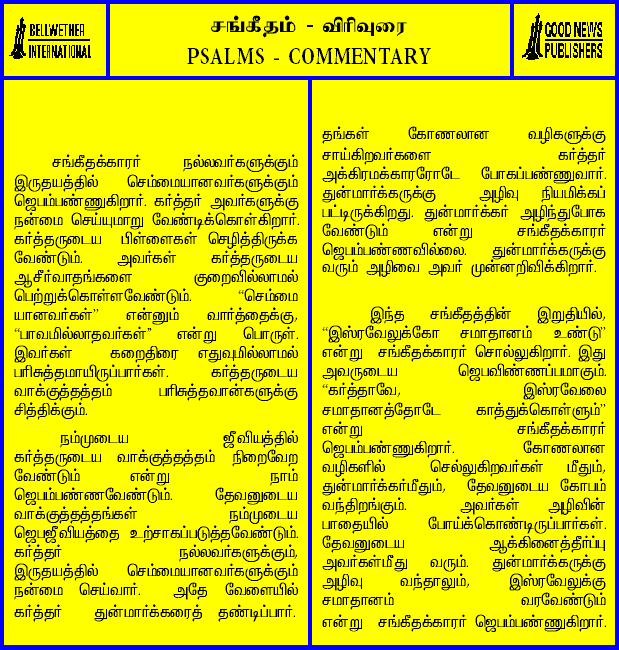 BELLWETHER
INTERNATIONAL
சங்கீதம் - விரிவுரை
PSALMS - COMMENTARY
GOOD NEWS
PUBLISHERS
சங்கீதக்காரர் நல்லவர்களுக்கும்
இருதயத்தில் செம்மையானவர்களுக்கும்
ஜெபம்பண்ணுகிறார். கர்த்தர் அவர்களுக்கு
நன்மை செய்யுமாறு வேண்டிக்கொள்கிறார்.
கர்த்தருடைய பிள்ளைகள் செழித்திருக்க
வேண்டும். அவர்கள் கர்த்தருடைய
ஆசீர்வாதங்களை குறைவில்லாமல்
பெற்றுக்கொள்ளவேண்டும். “செம்மை
யானவர்கள்” என்னும் வார்த்தைக்கு,
“பாவமில்லாதவர்கள்” என்று பொருள்.
இவர்கள் கறைதிரை எதுவுமில்லாமல்
பரிசுத்தமாயிருப்பார்கள். கர்த்தருடைய
வாக்குத்தத்தம் பரிசுத்தவான்களுக்கு
சித்திக்கும்.
நம்முடைய ஜீவியத்தில்
கர்த்தருடைய வாக்குத்தத்தம் நிறைவேற
வேண்டும் என்று நாம்
ஜெபம்பண்ணவேண்டும். தேவனுடைய
வாக்குத்தத்தங்கள் நம்முடைய
ஜெபஜீவியத்தை உற்சாகப்படுத்தவேண்டும்.
கர்த்தர் நல்லவர்களுக்கும்,
இருதயத்தில் செம்மையானவர்களுக்கும்
நன்மை செய்வார். அதே வேளையில்
கர்த்தர் துன்மார்க்கரைத் தண்டிப்பார்.
தங்கள் கோணலான வழிகளுக்கு
சாய்கிறவர்களை கர்த்தர்
அக்கிரமக்காரரோடே போகப்பண்ணுவார்.
துன்மார்க்கருக்கு அழிவு நியமிக்கப்
பட்டிருக்கிறது. துன்மார்க்கர் அழிந்துபோக
வேண்டும் என்று சங்கீதக்காரர்
ஜெபம்பண்ணவில்லை. துன்மார்க்கருக்கு
வரும் அழிவை அவர் முன்னறிவிக்கிறார்.
இந்த சங்கீதத்தின் இறுதியில்,
“இஸ்ரவேலுக்கோ சமாதானம் உண்டு”
என்று சங்கீதக்காரர் சொல்லுகிறார். இது
அவருடைய ஜெபவிண்ணப்பமாகும்.
“கர்த்தாவே, இஸ்ரவேலை
சமாதானத்தோடே காத்துக்கொள்ளும்”
என்று சங்கீதக்காரர்
ஜெபம்பண்ணுகிறார். கோணலான
வழிகளில் செல்லுகிறவர்கள் மீதும்,
துன்மார்க்கர்மீதும், தேவனுடைய கோபம்
வந்திறங்கும். அவர்கள் அழிவின்
பாதையில் போய்க்கொண்டிருப்பார்கள்.
தேவனுடைய ஆக்கினைத்தீர்ப்பு
அவர்கள்மீது வரும். துன்மார்க்கருக்கு
அழிவு வந்தாலும், இஸ்ரவேலுக்கு
சமாதானம் வரவேண்டும்
என்று சங்கீதக்காரர் ஜெபம்பண்ணுகிறார்.